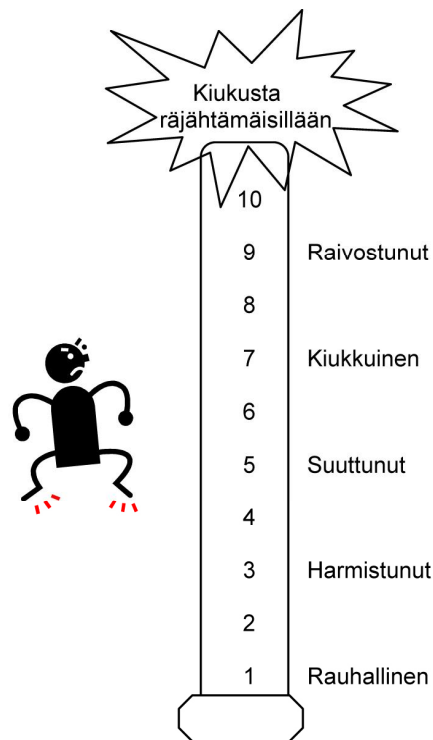 Kiukusta
räjähtämäisillään
10
9 Raivostunut
8
7 Kiukkuinen
6
5 Suuttunut
4
3 Harmistunut
2
1 Rauhallinen